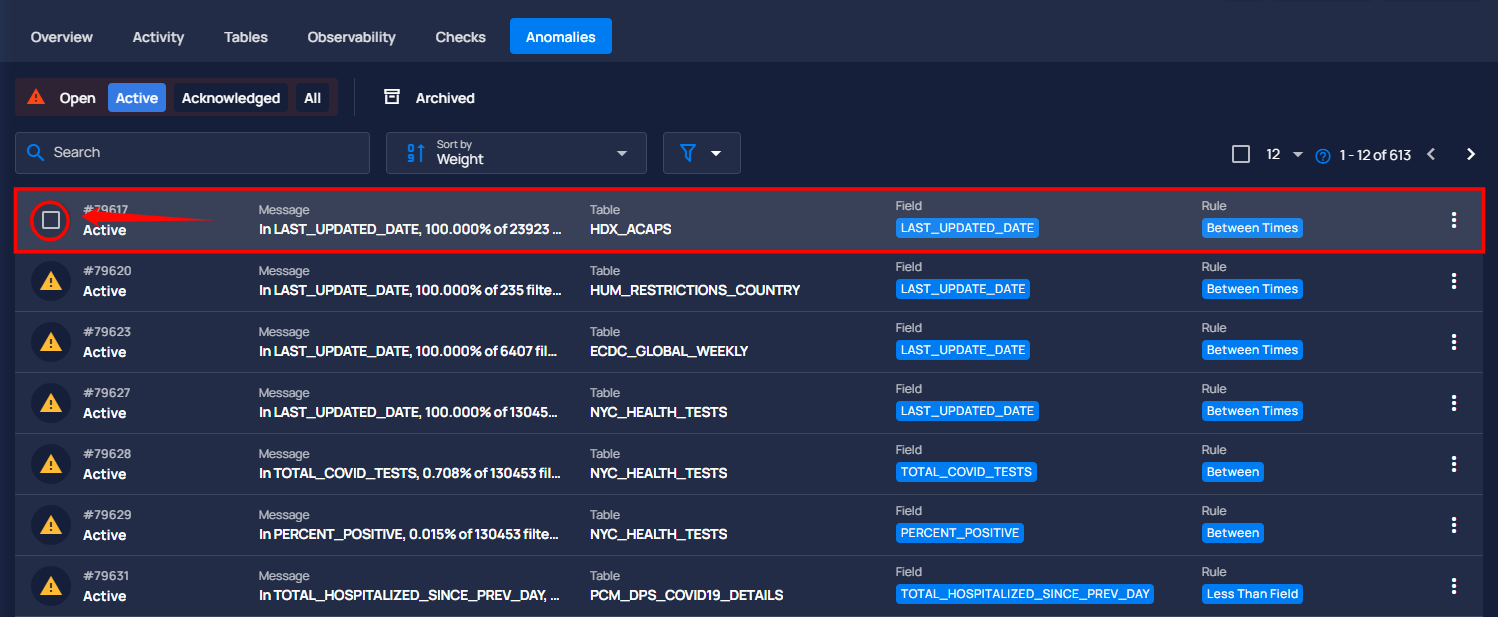 Overview Activity Tables Observability Checks Anomalies
Open Active Acknowledged All Archived
Search Sort by Weight 12 1 - 12 of 613
#79617 Message Table Field Rule
Active In LAST_UPDATED_DATE, 100.000% of 23923 ... HDX_ACAPS LAST_UPDATED_DATE Between Times
#79620 Message Table Field Rule
Active In LAST_UPDATE_DATE, 100.000% of 235 filte... HUM_RESTRICTIONS_COUNTRY LAST_UPDATE_DATE Between Times
#79623 Message Table Field Rule
Active In LAST_UPDATE_DATE, 100.000% of 6407 fil... ECDC_GLOBAL_WEEKLY LAST_UPDATE_DATE Between Times
#79627 Message Table Field Rule
Active In LAST_UPDATED_DATE, 100.000% of 13045... NYC_HEALTH_TESTS LAST_UPDATED_DATE Between Times
#79628 Message Table Field Rule
Active In TOTAL_COVID_TESTS, 0.708% of 130453 fil... NYC_HEALTH_TESTS TOTAL_COVID_TESTS Between
#79629 Message Table Field Rule
Active In PERCENT_POSITIVE, 0.015% of 130453 filte... NYC_HEALTH_TESTS PERCENT_POSITIVE Between
#79631 Message Table Field Rule
Active In TOTAL_HOSPITALIZED_SINCE_PREV_DAY, ... PCM_DPS_COVID19_DETAILS TOTAL_HOSPITALIZED_SINCE_PREV_DAY Less Than Field